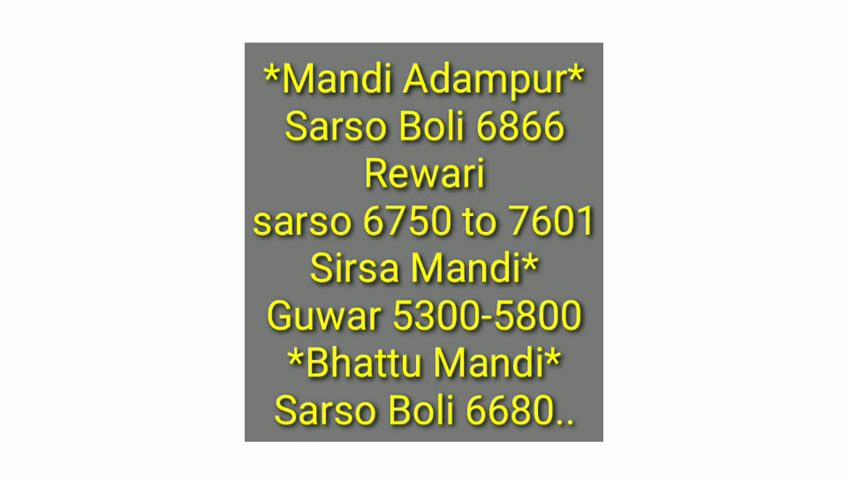 *Mandi Adampur*
Sarso Boli 6866
Rewari
sarso 6750 to 7601
Sirsa Mandi*
Guwar 5300-5800
*Bhattu Mandi*
Sarso Boli 6680..